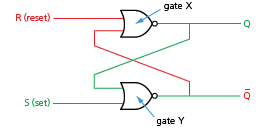 gate X
R (reset)
Q
S (set)
Q̅
gate Y